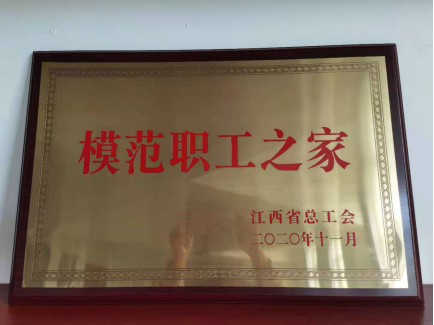 模范职工之家
江西省总工会
二〇二〇年十一月